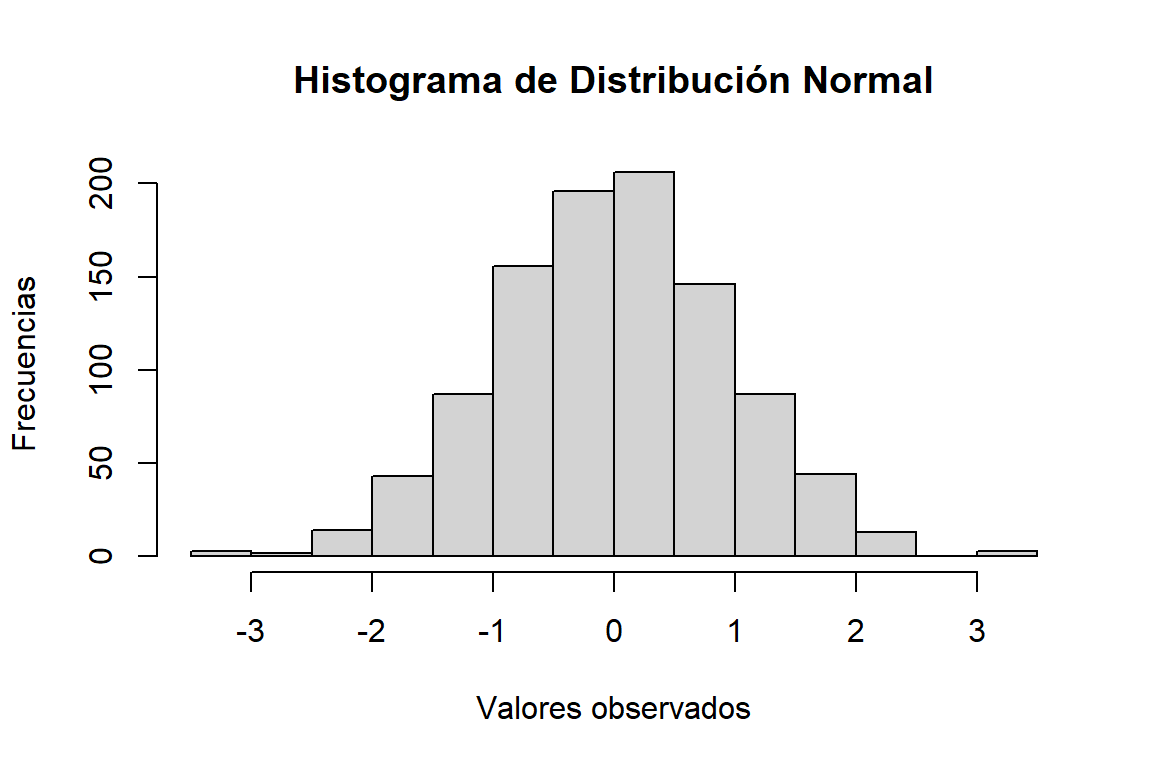 Histograma de Distribución Normal
Frecuencias
200
150
100
50
0
-3 -2 -1 0 1 2 3
Valores observados